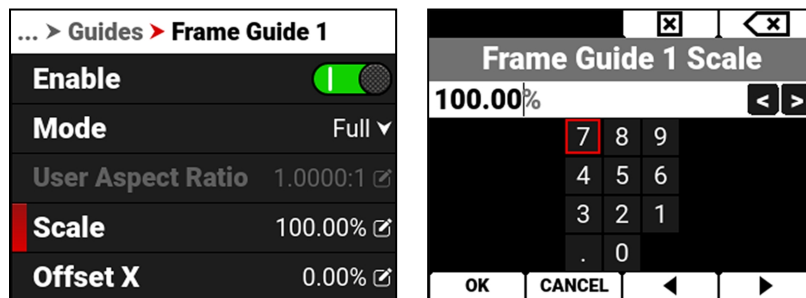 ... > Guides > Frame Guide 1
Enable
Mode Full
User Aspect Ratio 1.0000:1
Scale 100.00%
Offset X 0.00%
Frame Guide 1 Scale
100.00%
< >
7 8 9
4 5 6
3 2 1
. 0
OK CANCEL